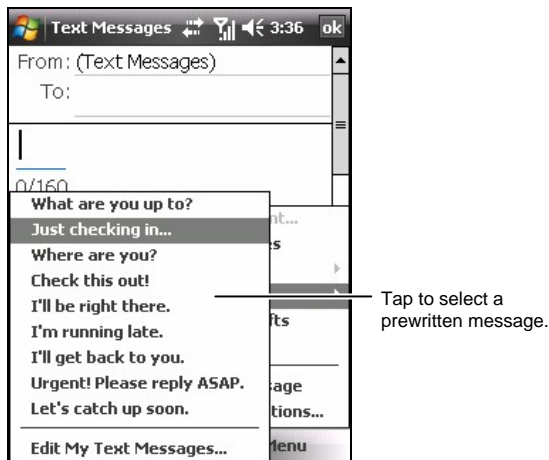 Text Messages 3:36 ok
From: (Text Messages)
To:
0/160
What are you up to?
Just checking in...
Where are you?
Check this out!
I'll be right there.
I'm running late.
I'll get back to you.
Urgent! Please reply ASAP.
Let's catch up soon.
Edit My Text Messages...
Tap to select a
prewritten message.